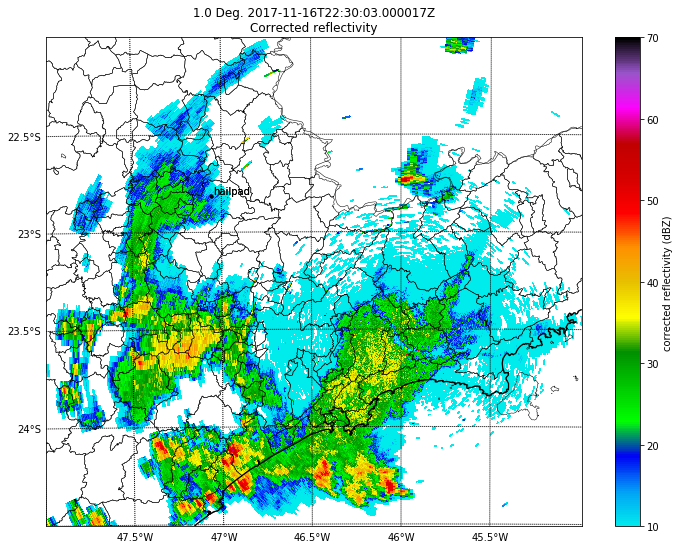 1.0 Deg. 2017-11-16T22:30:03.000017Z
Corrected reflectivity
22.5°S
23°S
23.5°S
24°S
47.5°W
47°W
46.5°W
46°W
45.5°W
hailpad
70
60
50
40
30
20
10
corrected reflectivity (dBZ)